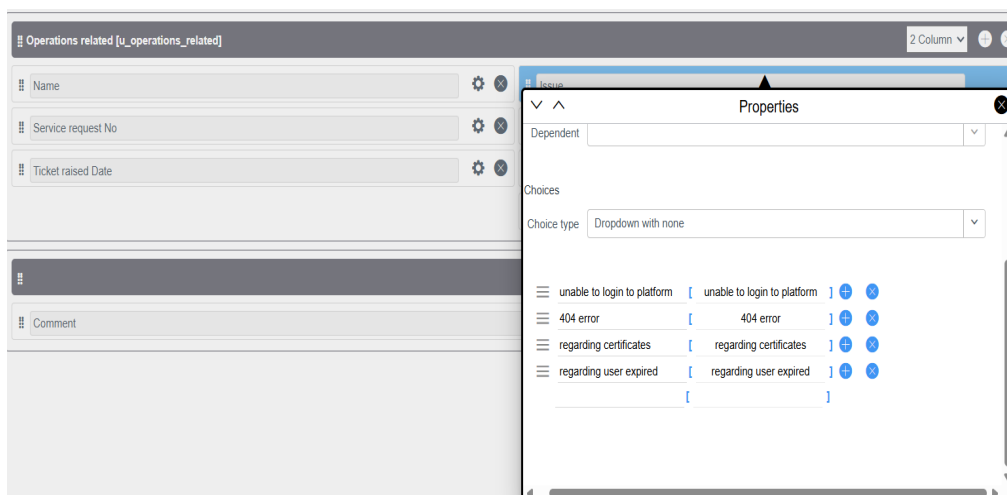 Operations related [u_operations_related]
2 Column
Name
Issue
Service request No
Ticket raised Date
Comment
Properties
Dependent
Choices
Choice type Dropdown with none
unable to login to platform [ unable to login to platform ]
404 error [ 404 error ]
regarding certificates [ regarding certificates ]
regarding user expired [ regarding user expired ]
[ ]